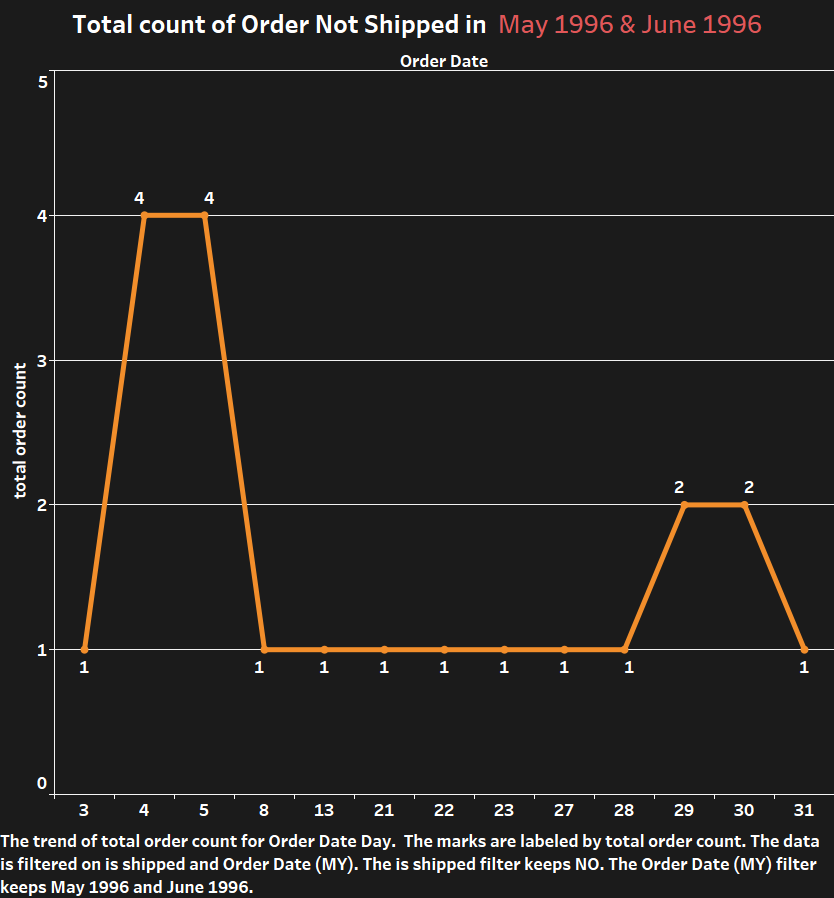 Total count of Order Not Shipped in May 1996 & June 1996
Order Date
5
4
3
2
1
0
total order count
1
4
4
1
1
1
1
1
1
1
2
2
1
3 4 5 8 13 21 22 23 27 28 29 30 31
The trend of total order count for Order Date Day. The marks are labeled by total order count. The data
is filtered on is shipped and Order Date (MY). The is shipped filter keeps NO. The Order Date (MY) filter
keeps May 1996 and June 1996.